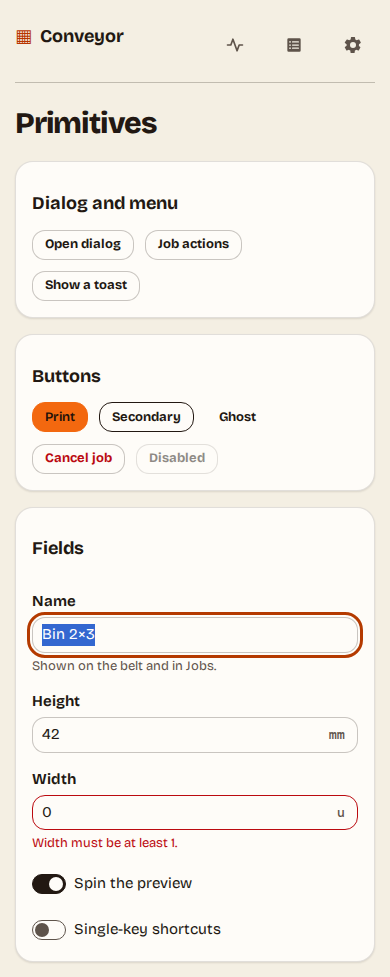 Conveyor
Primitives
Dialog and menu
Open dialog
Job actions
Show a toast
Buttons
Print
Secondary
Ghost
Cancel job
Disabled
Fields
Name
Bin 2×3
Shown on the belt and in Jobs.
Height
42 mm
Width
0 u
Width must be at least 1.
Spin the preview
Single-key shortcuts